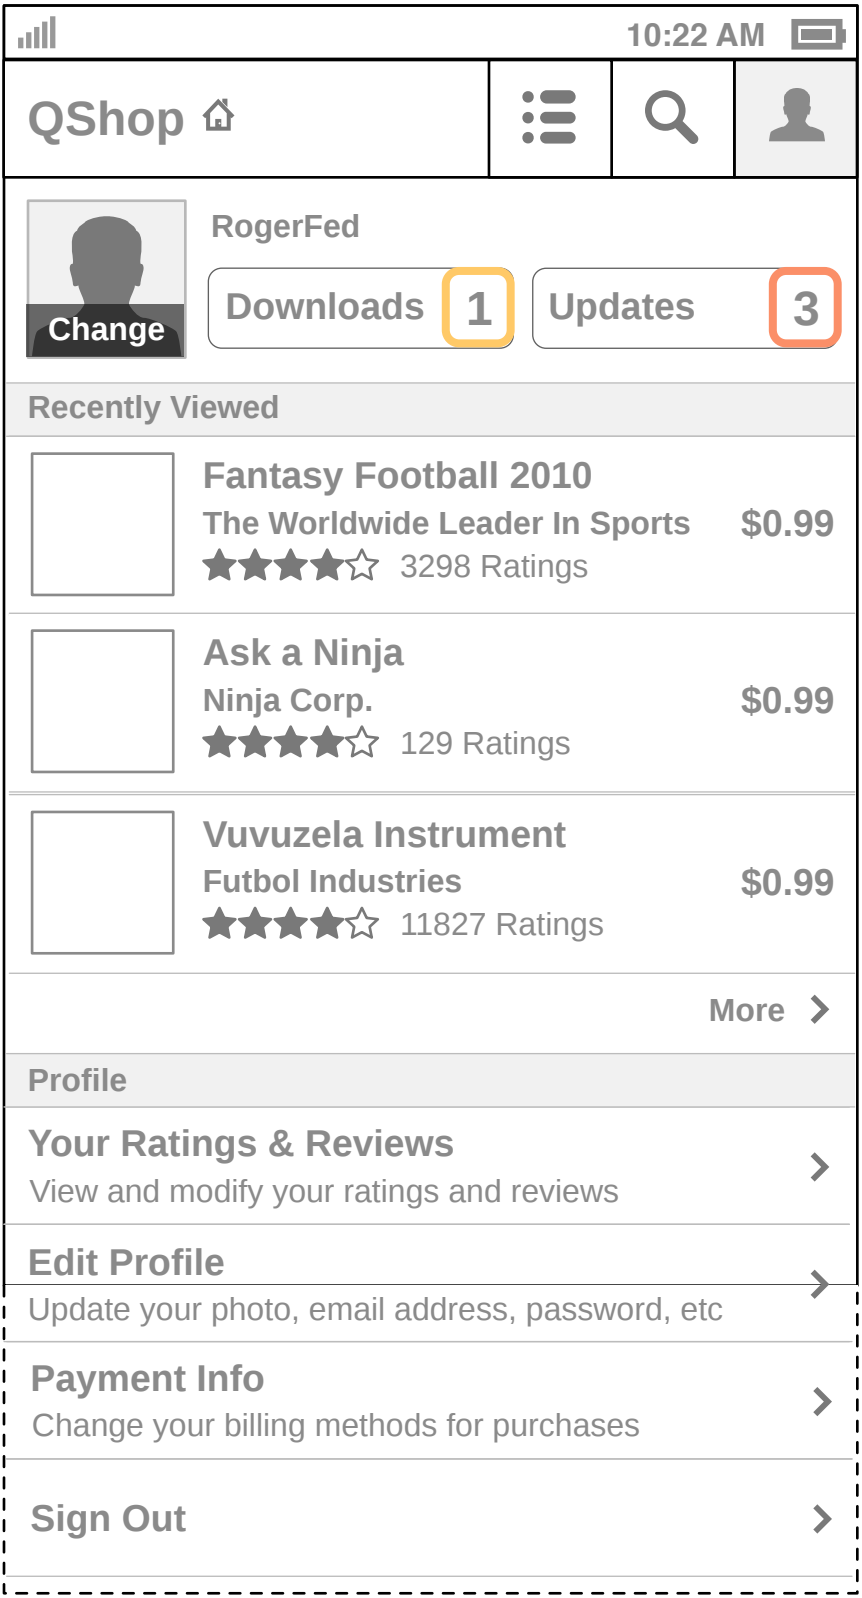 10:22 AM
QShop
RogerFed
Change
Downloads 1
Updates 3
Recently Viewed
Fantasy Football 2010
The Worldwide Leader In Sports
$0.99
3298 Ratings
Ask a Ninja
Ninja Corp.
$0.99
129 Ratings
Vuvuzela Instrument
Futbol Industries
$0.99
11827 Ratings
More
Profile
Your Ratings & Reviews
View and modify your ratings and reviews
Edit Profile
Update your photo, email address, password, etc
Payment Info
Change your billing methods for purchases
Sign Out